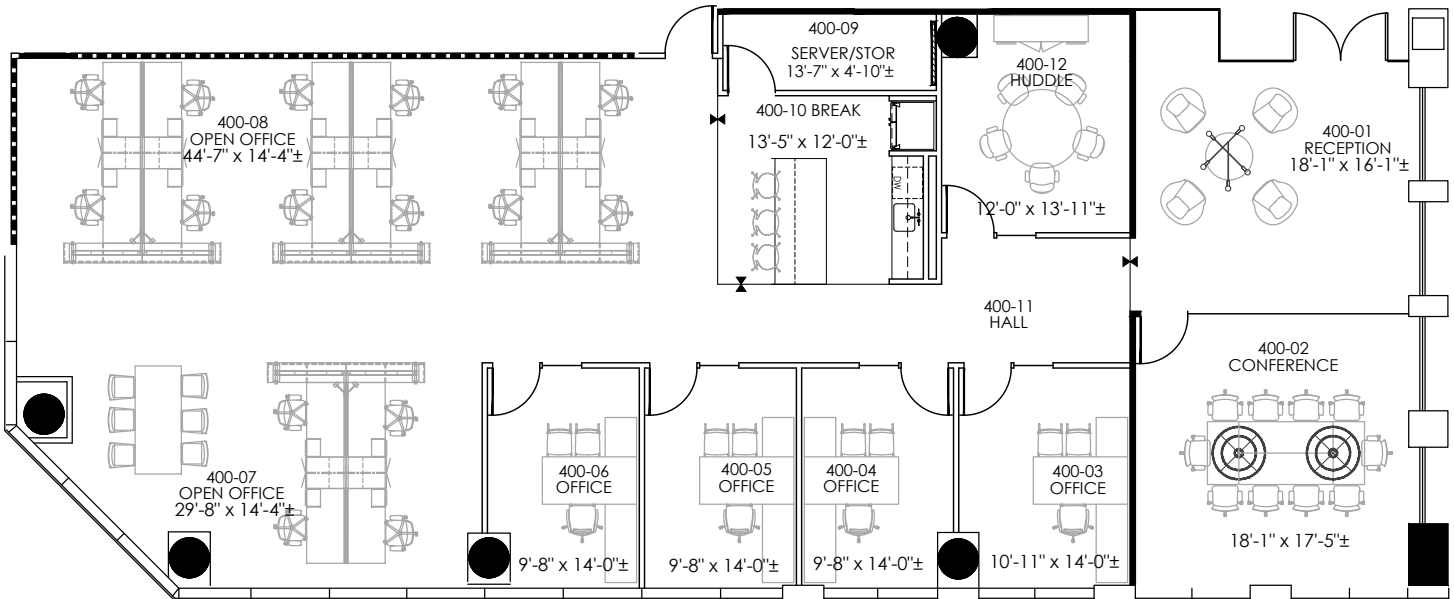 400-09
SERVER/STOR
13'-7" x 4'-10"±
400-12
HUDDLE
12'-0" x 13'-11"±
400-10 BREAK
13'-5" x 12'-0"±
DW
400-08
OPEN OFFICE
44'-7" x 14'-4"±
400-01
RECEPTION
18'-1" x 16'-1"±
400-11
HALL
400-02
CONFERENCE
18'-1" x 17'-5"±
400-07
OPEN OFFICE
29'-8" x 14'-4"±
400-06
OFFICE
9'-8" x 14'-0"±
400-05
OFFICE
9'-8" x 14'-0"±
400-04
OFFICE
9'-8" x 14'-0"±
400-03
OFFICE
10'-11" x 14'-0"±